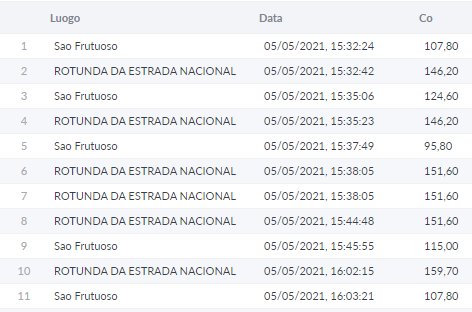 Luogo Data Co
1 Sao Frutuoso 05/05/2021, 15:32:24 107,80
2 ROTUNDA DA ESTRADA NACIONAL 05/05/2021, 15:32:42 146,20
3 Sao Frutuoso 05/05/2021, 15:35:06 124,60
4 ROTUNDA DA ESTRADA NACIONAL 05/05/2021, 15:35:23 146,20
5 Sao Frutuoso 05/05/2021, 15:37:49 95,80
6 ROTUNDA DA ESTRADA NACIONAL 05/05/2021, 15:38:05 151,60
7 ROTUNDA DA ESTRADA NACIONAL 05/05/2021, 15:38:05 151,60
8 ROTUNDA DA ESTRADA NACIONAL 05/05/2021, 15:44:48 151,60
9 Sao Frutuoso 05/05/2021, 15:45:55 115,00
10 ROTUNDA DA ESTRADA NACIONAL 05/05/2021, 16:02:15 159,70
11 Sao Frutuoso 05/05/2021, 16:03:21 107,80